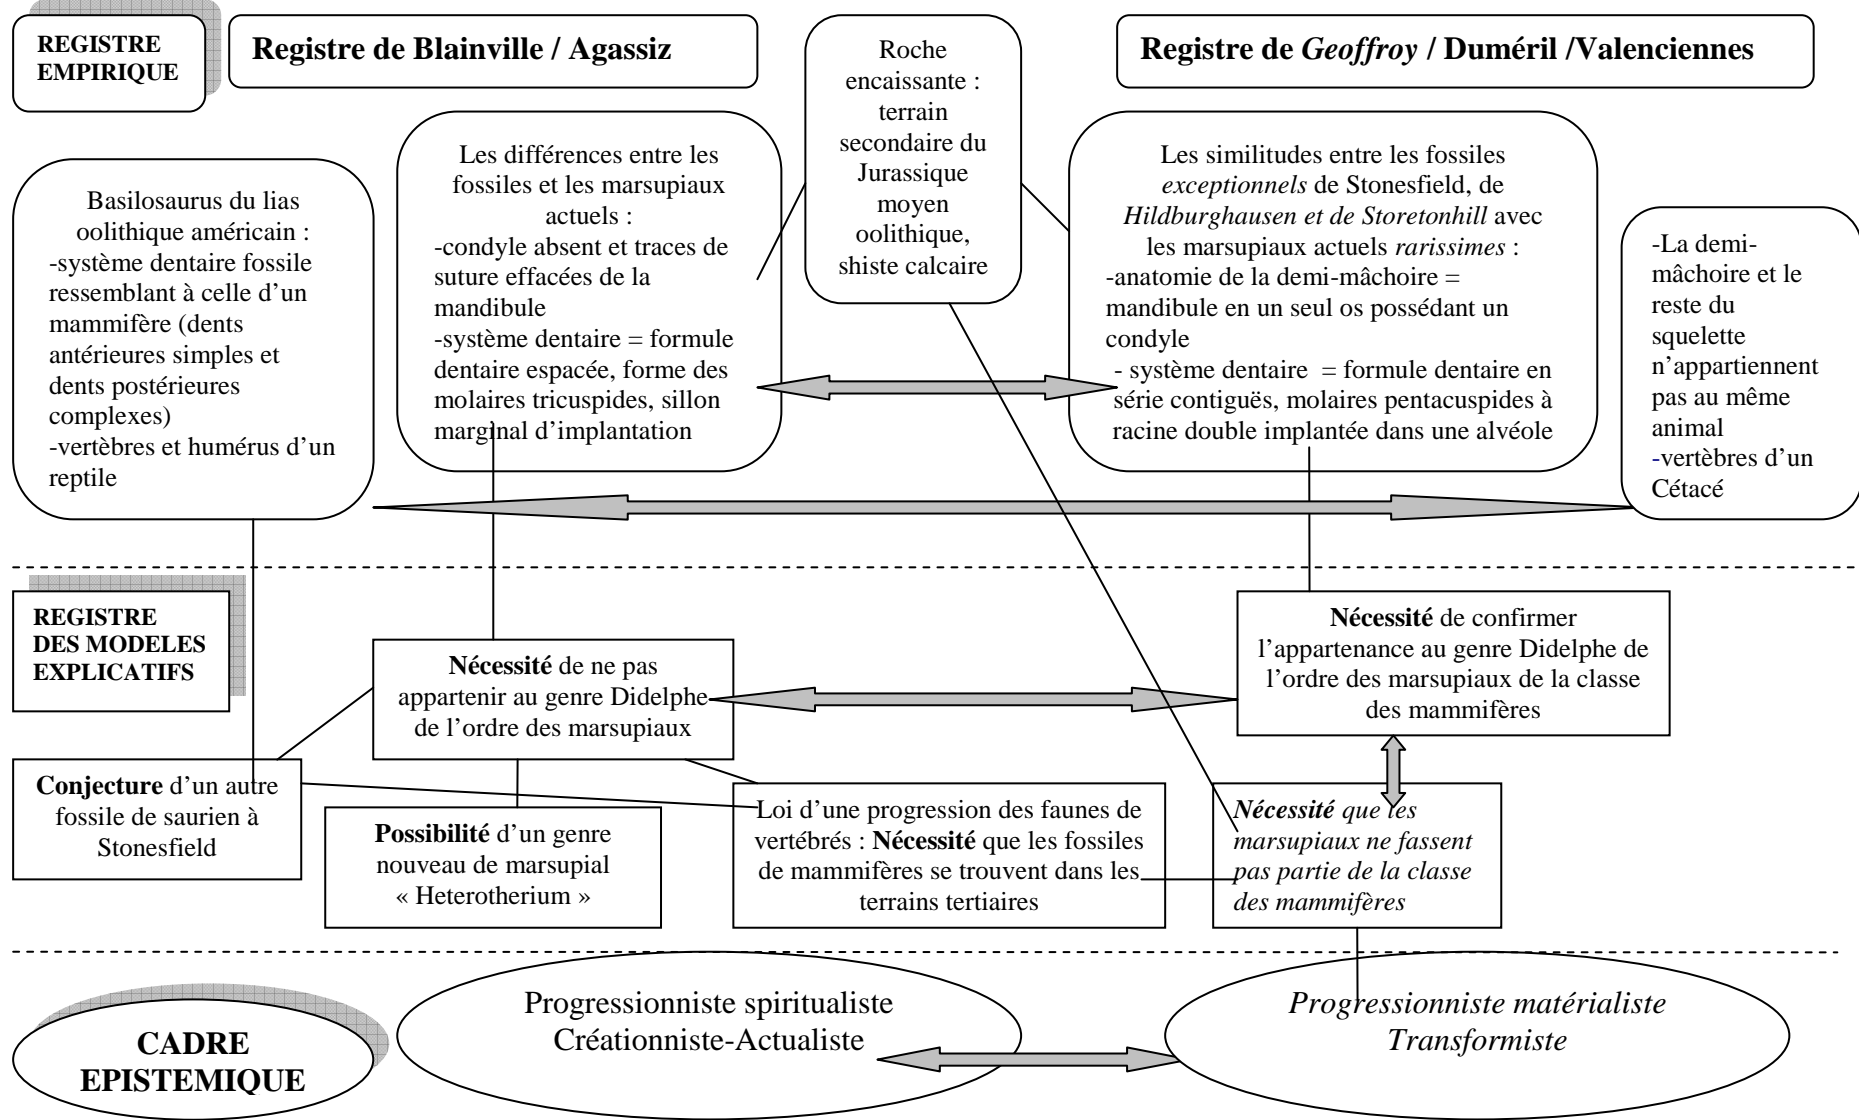 REGISTRE
EMPIRIQUE
Registre de Blainville / Agassiz
Roche
encaissante :
terrain
secondaire du
Jurassique
moyen
oolithique,
shiste calcaire
Registre de Geoffroy / Duméril /Valenciennes
Basilosaurus du lias
oolithique américain :
-système dentaire fossile
ressemblant à celle d’un
mammifère (dents
antérieures simples et
dents postérieures
complexes)
-vertèbres et humérus d’un
reptile
Les différences entre les
fossiles et les marsupiaux
actuels :
-condyle absent et traces de
suture effacées de la
mandibule
-système dentaire = formule
dentaire espacée, forme des
molaires tricuspides, sillon
marginal d’implantation
Les similitudes entre les fossiles
exceptionnels de Stonesfield, de
Hildburghausen et de Storetonhill avec
les marsupiaux actuels rarissimes :
-anatomie de la demi-mâchoire =
mandibule en un seul os possédant un
condyle
- système dentaire = formule dentaire en
série contiguës, molaires pentacuspides à
racine double implantée dans une alvéole
-La demi-
mâchoire et le
reste du
squelette
n’appartiennent
pas au même
animal
-vertèbres d’un
Cétacé
REGISTRE
DES MODELES
EXPLICATIFS
Nécessité de ne pas
appartenir au genre Didelphe
de l’ordre des marsupiaux
Nécessité de confirmer
l’appartenance au genre Didelphe de
l’ordre des marsupiaux de la classe
des mammifères
Conjecture d’un autre
fossile de saurien à
Stonesfield
Possibilité d’un genre
nouveau de marsupial
« Heterotherium »
Loi d’une progression des faunes de
vertébrés : Nécessité que les fossiles
de mammifères se trouvent dans les
terrains tertiaires
Nécessité que les
marsupiaux ne fassent
pas partie de la classe
des mammifères
CADRE
EPISTEMIQUE
Progressionniste spiritualiste
Créationniste-Actualiste
Progressionniste matérialiste
Transformiste